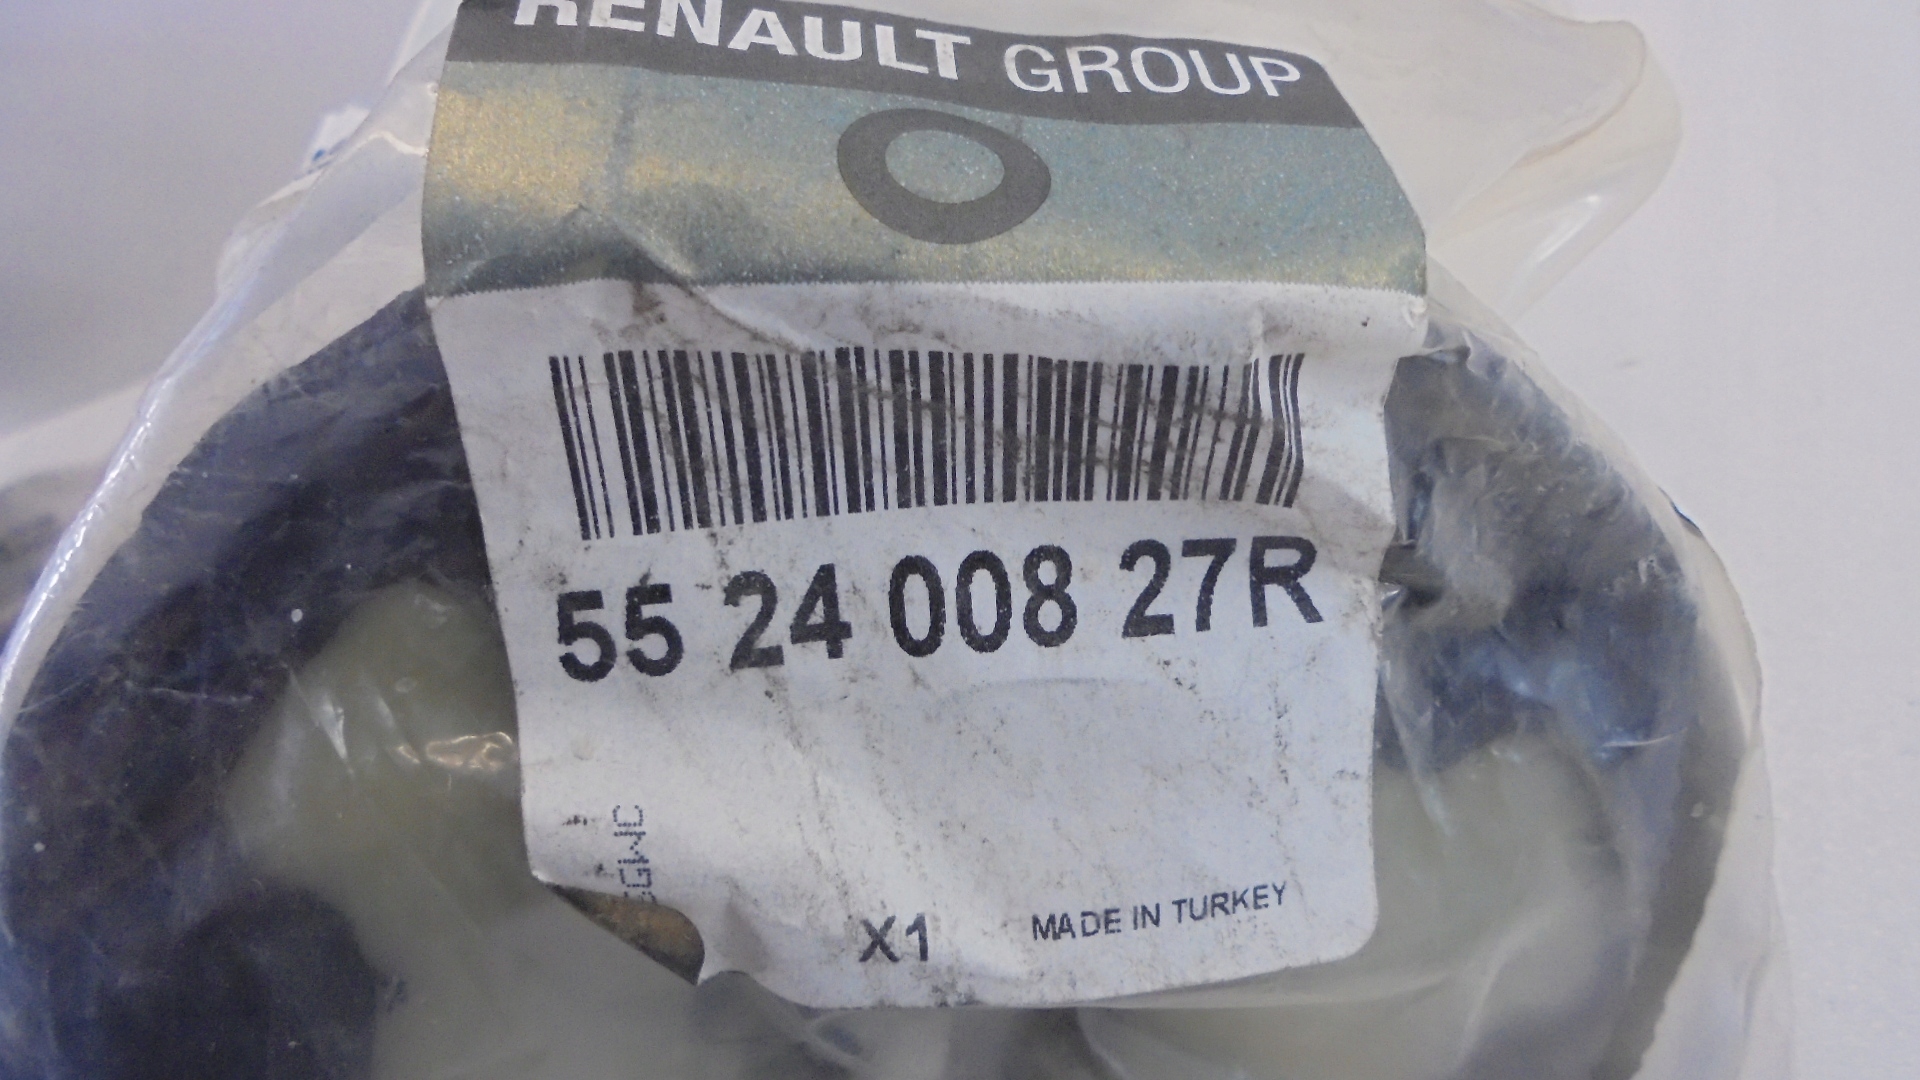 RENAULT GROUP
55 24 008 27R
X1
MADE IN TURKEY